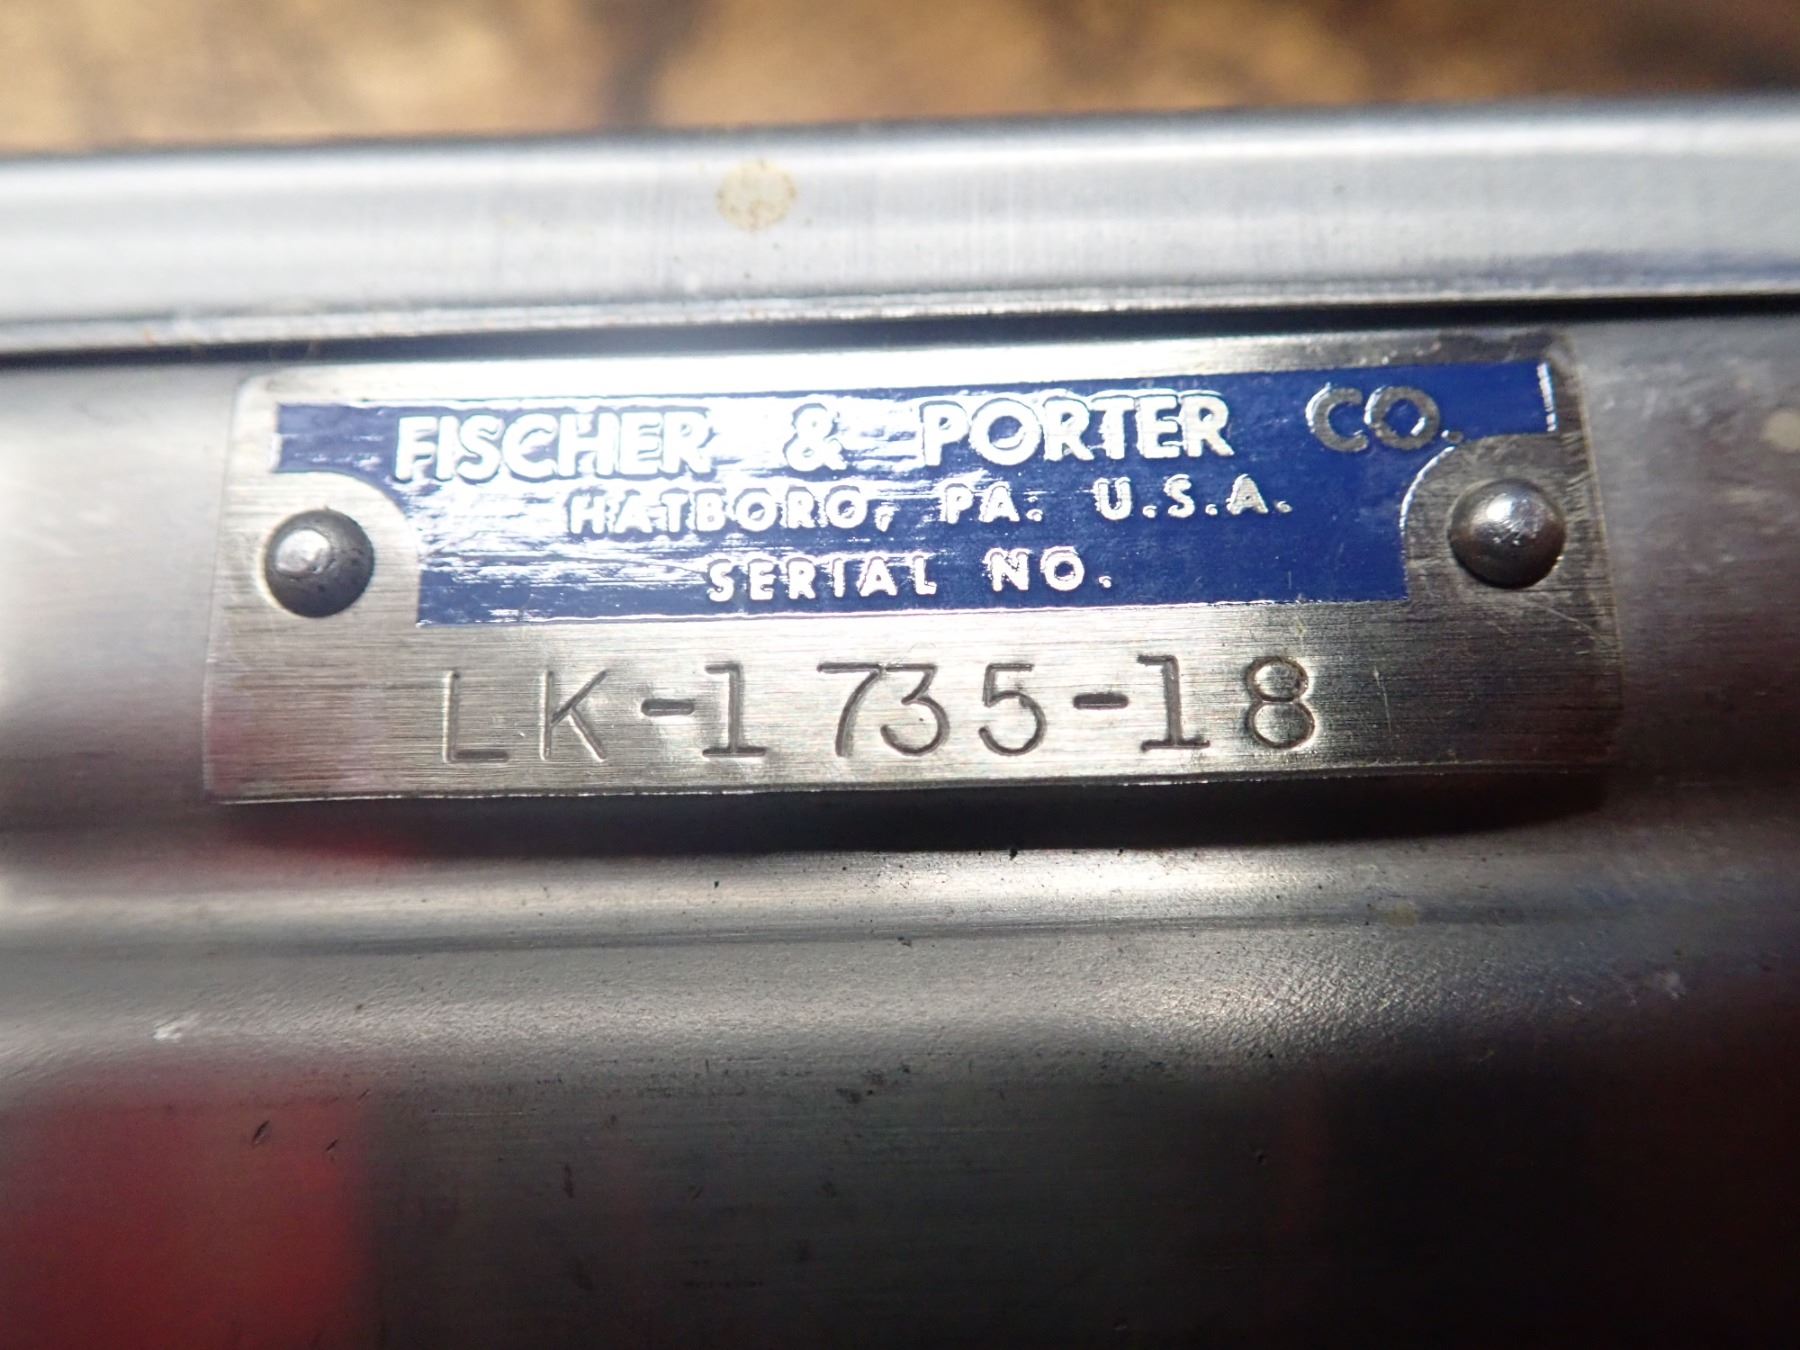 FISCHER & PORTER CO.
HATBORO, PA. U.S.A.
SERIAL NO.
LK-1735-18